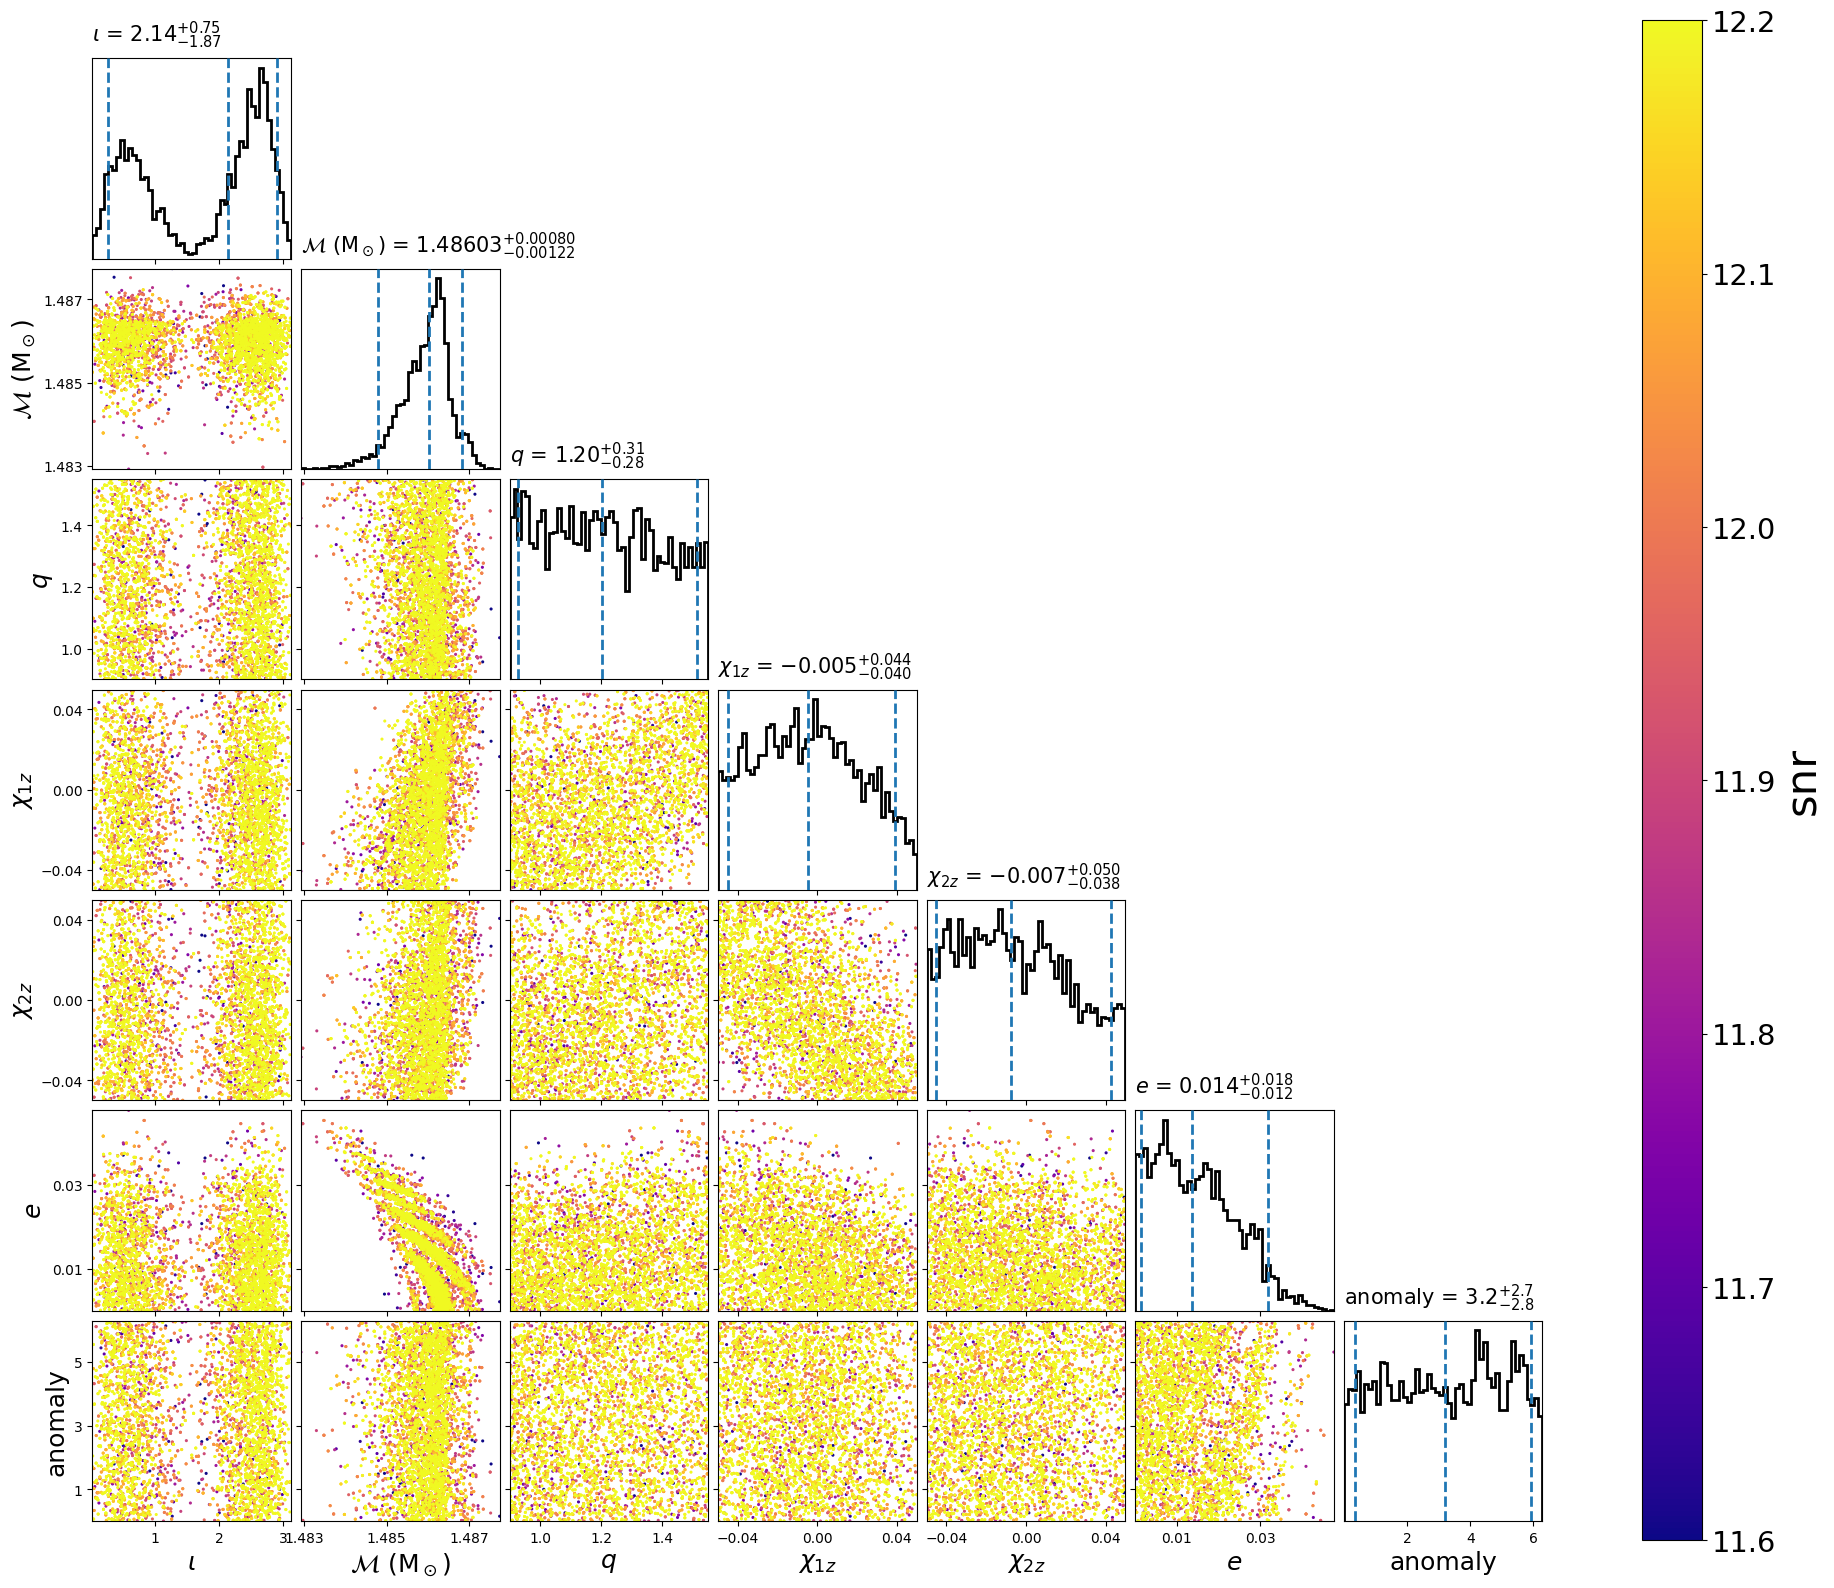 ι = 2.14 +0.75 −1.87
ℳ (M_⊙) = 1.48603 +0.00080 −0.00122
q = 1.20 +0.31 −0.28
χ1z = −0.005 +0.044 −0.040
χ2z = −0.007 +0.050 −0.038
e = 0.014 +0.018 −0.012
anomaly = 3.2 +2.7 −2.8
ℳ (M_⊙)
1.487
1.485
1.483
q
1.4
1.2
1.0
χ1z
0.04
0.00
−0.04
χ2z
0.04
0.00
−0.04
e
0.03
0.01
anomaly
5
3
1
1 2 3
1.483 1.485 1.487
1.0 1.2 1.4
−0.04 0.00 0.04
−0.04 0.00 0.04
0.01 0.03
2 4 6
ι
ℳ (M_⊙)
q
χ1z
χ2z
e
anomaly
12.2
12.1
12.0
11.9
11.8
11.7
11.6
snr